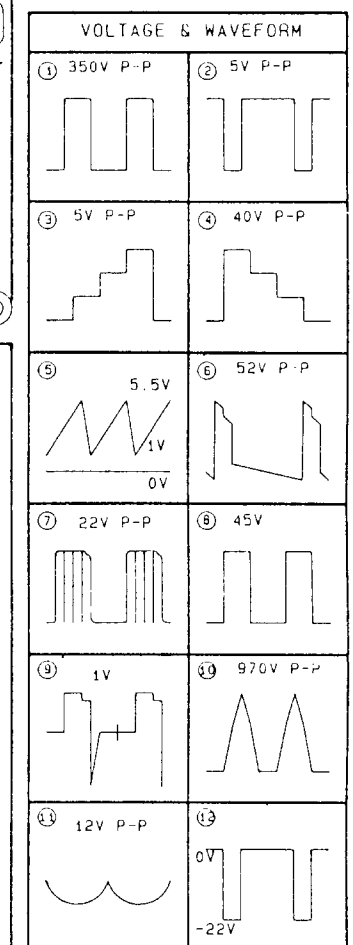 VOLTAGE & WAVEFORM
① 350V P-P
② 5V P-P
③ 5V P-P
④ 40V P-P
⑤ 5.5V
1V
0V
⑥ 52V P-P
⑦ 22V P-P
⑧ 45V
⑨ 1V
⑩ 970V P-P
⑪ 12V P-P
⑫
0V
-22V